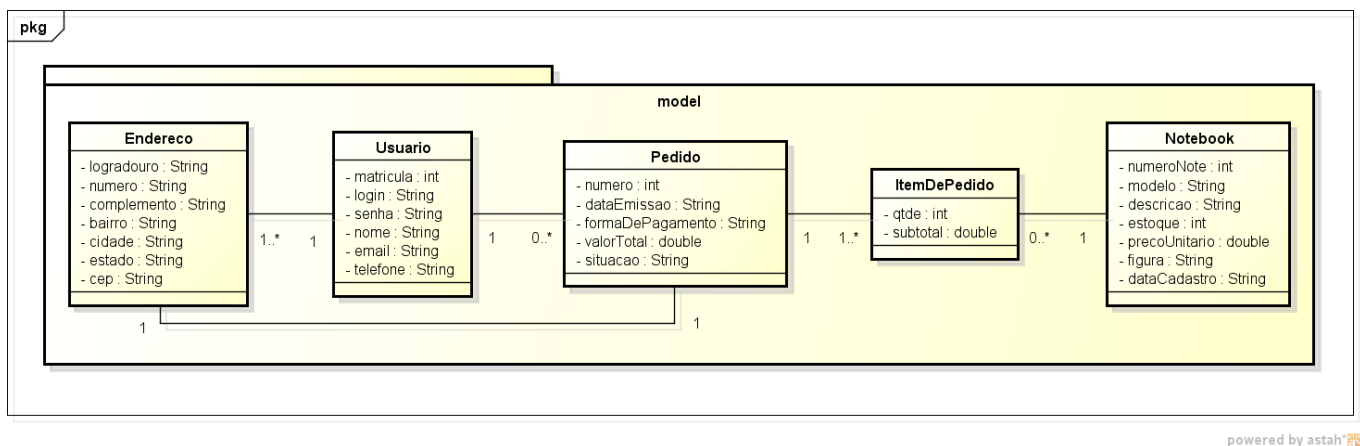 pkg
model
Endereco
- logradouro : String
- numero : String
- complemento : String
- bairro : String
- cidade : String
- estado : String
- cep : String
Usuario
- matricula : int
- login : String
- senha : String
- nome : String
- email : String
- telefone : String
Pedido
- numero : int
- dataEmissao : String
- formaDePagamento : String
- valorTotal : double
- situacao : String
ItemDePedido
- qtde : int
- subtotal : double
Notebook
- numeroNote : int
- modelo : String
- descricao : String
- estoque : int
- precoUnitario : double
- figura : String
- dataCadastro : String
1..* 1 1 0..* 1 1..* 0..* 1
1 1
powered by astah*